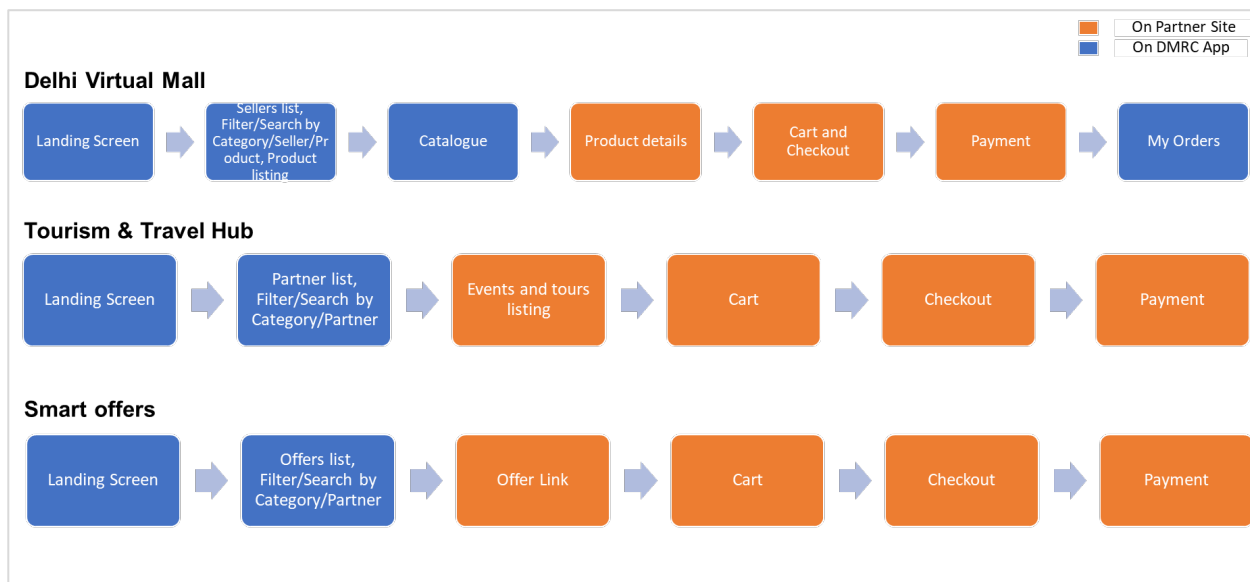 On Partner Site
On DMRC App
Delhi Virtual Mall
Landing Screen
Sellers list,
Filter/Search by
Category/Seller/Pr
oduct, Product
listing
Catalogue
Product details
Cart and
Checkout
Payment
My Orders
Tourism & Travel Hub
Landing Screen
Partner list,
Filter/Search by
Category/Partner
Events and tours
listing
Cart
Checkout
Payment
Smart offers
Landing Screen
Offers list,
Filter/Search by
Category/Partner
Offer Link
Cart
Checkout
Payment